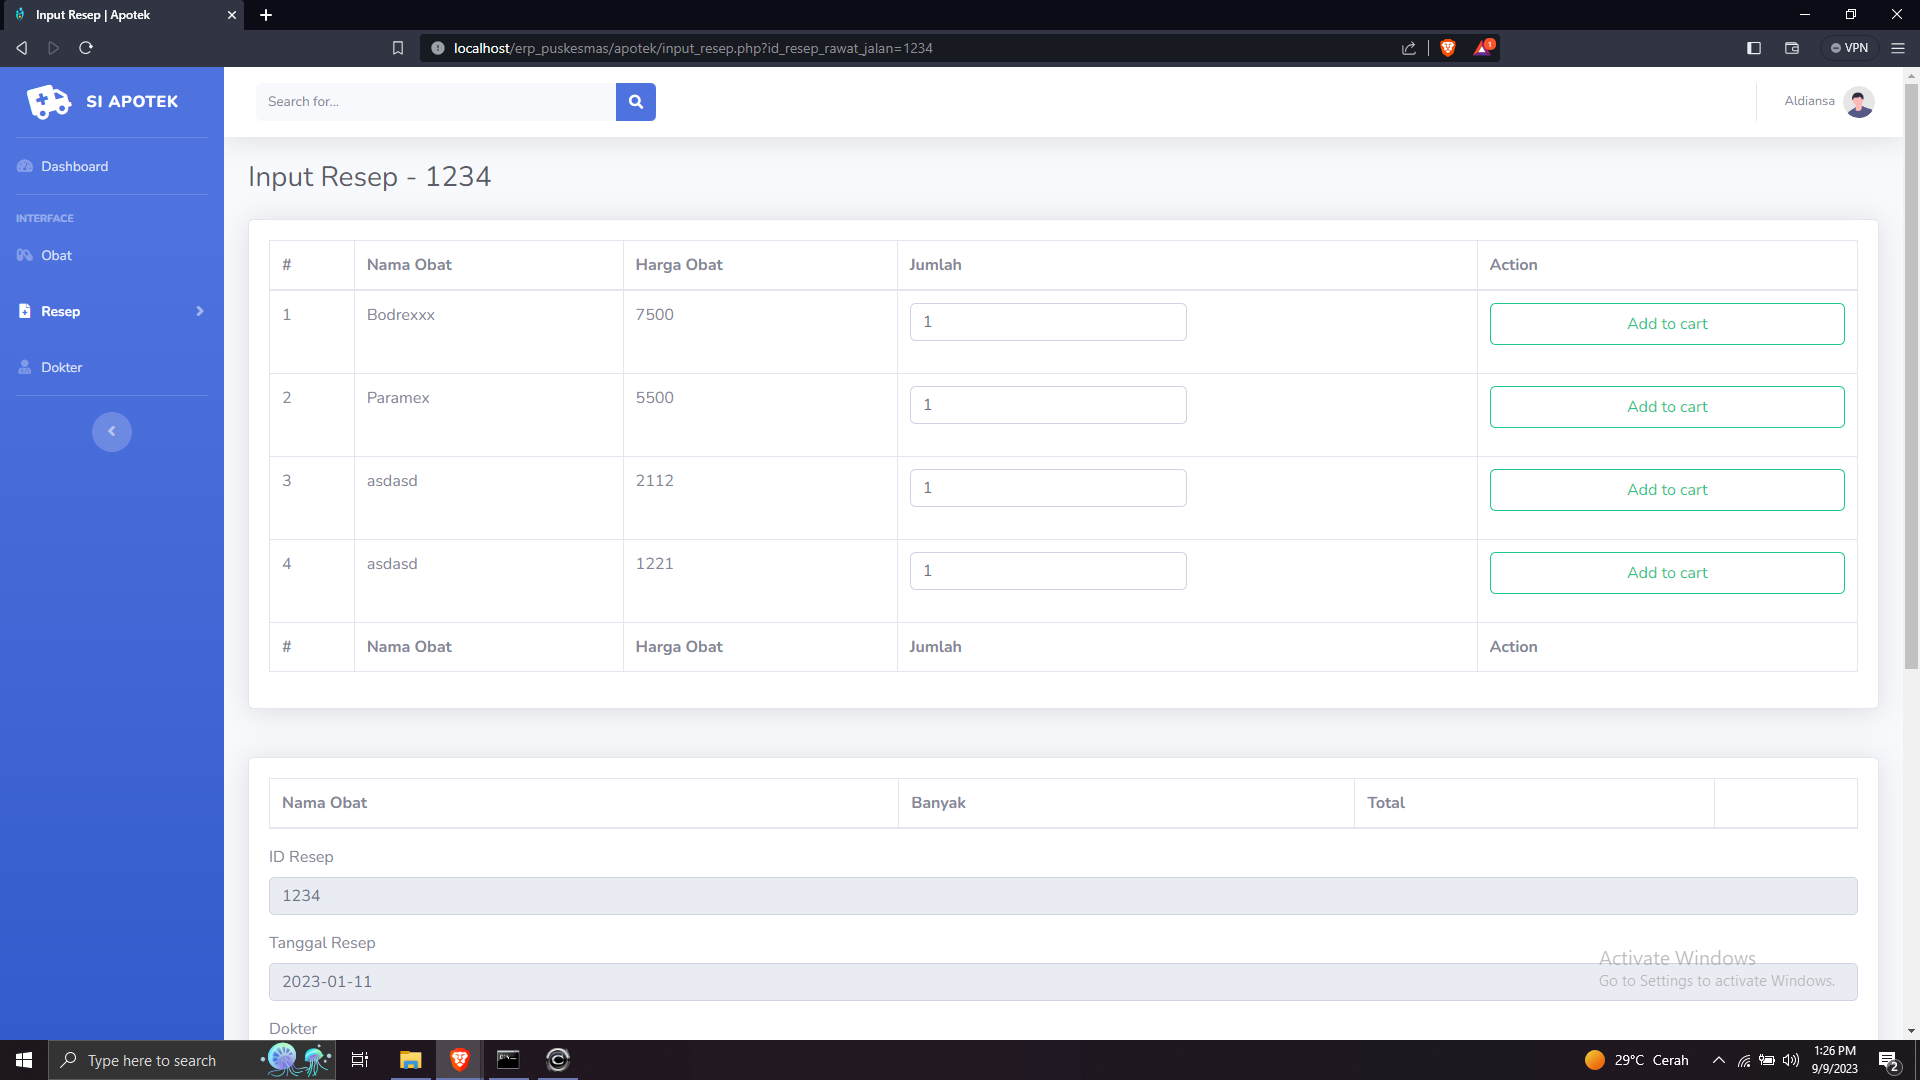 Input Resep | Apotek
localhost/erp_puskesmas/apotek/input_resep.php?id_resep_rawat_jalan=1234
1
VPN
SI APOTEK
Search for...
Aldiansa
Dashboard
INTERFACE
Obat
Resep
Dokter
Input Resep - 1234
# Nama Obat Harga Obat Jumlah Action
1 Bodrexxx 7500 1 Add to cart
2 Paramex 5500 1 Add to cart
3 asdasd 2112 1 Add to cart
4 asdasd 1221 1 Add to cart
# Nama Obat Harga Obat Jumlah Action
Nama Obat Banyak Total
ID Resep
1234
Tanggal Resep
2023-01-11
Dokter
Activate Windows
Go to Settings to activate Windows.
Type here to search
29°C Cerah
1:26 PM
9/9/2023
2